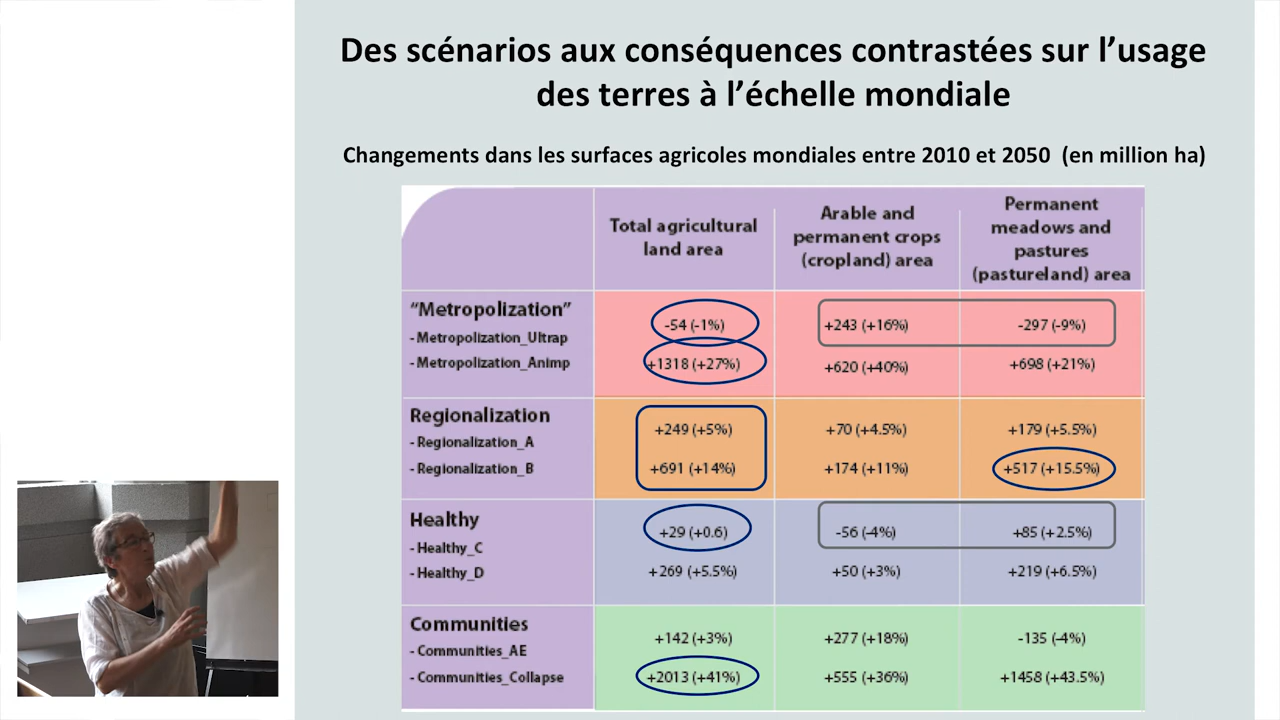 Des scénarios aux conséquences contrastées sur l’usage
des terres à l’échelle mondiale
Changements dans les surfaces agricoles mondiales entre 2010 et 2050 (en million ha)
Total agricultural
land area
Arable and
permanent crops
(cropland) area
Permanent
meadows and
pastures
(pastureland) area
“Metropolization”
- Metropolization_Ultrap
-54 (-1%)
+243 (+16%)
-297 (-9%)
- Metropolization_Animp
+1318 (+27%)
+620 (+40%)
+698 (+21%)
Regionalization
- Regionalization_A
+249 (+5%)
+70 (+4.5%)
+179 (+5.5%)
- Regionalization_B
+691 (+14%)
+174 (+11%)
+517 (+15.5%)
Healthy
- Healthy_C
+29 (+0.6)
-56 (-4%)
+85 (+2.5%)
- Healthy_D
+269 (+5.5%)
+50 (+3%)
+219 (+6.5%)
Communities
- Communities_AE
+142 (+3%)
+277 (+18%)
-135 (-4%)
- Communities_Collapse
+2013 (+41%)
+555 (+36%)
+1458 (+43.5%)